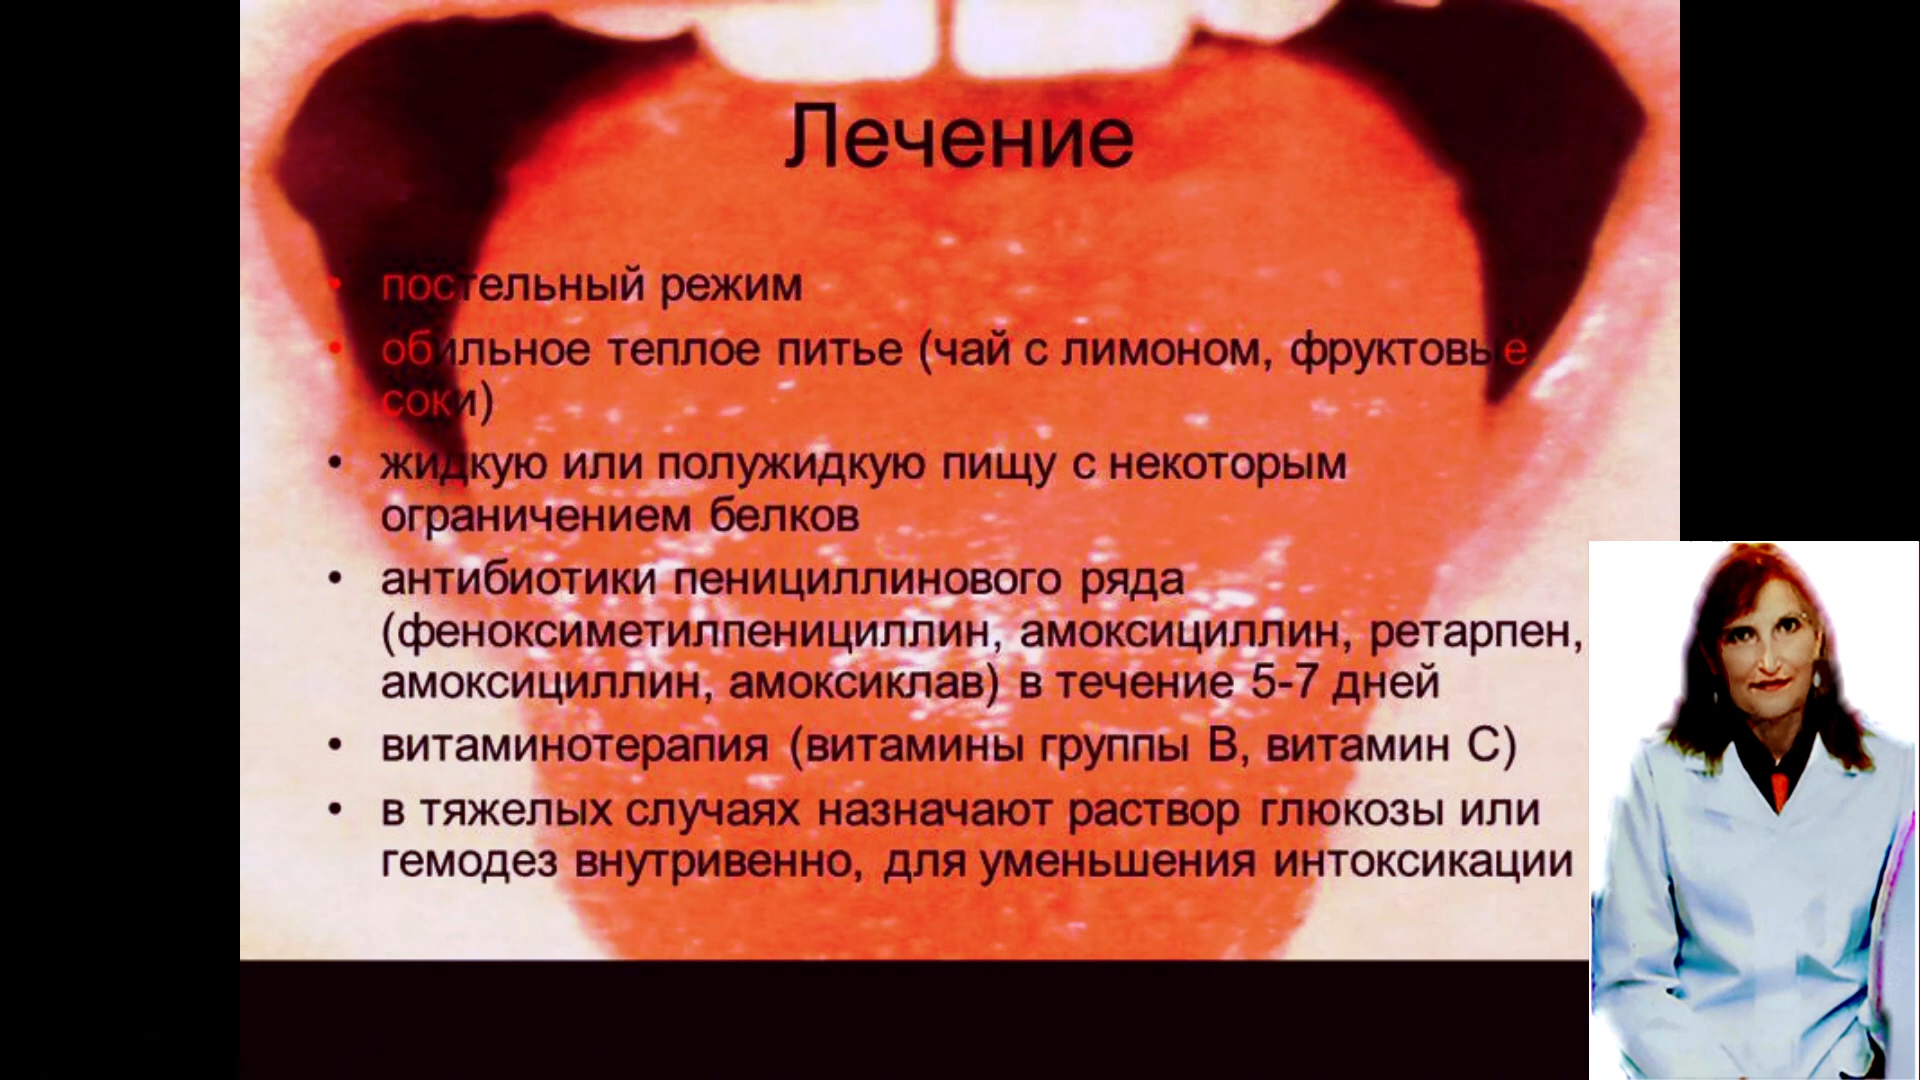 Лечение
• постельный режим
• обильное теплое питье (чай с лимоном, фруктовые
соки)
• жидкую или полужидкую пищу с некоторым
ограничением белков
• антибиотики пенициллинового ряда
(феноксиметилпенициллин, амоксициллин, ретарпен,
амоксициллин, амоксиклав) в течение 5-7 дней
• витаминотерапия (витамины группы В, витамин С)
• в тяжелых случаях назначают раствор глюкозы или
гемодез внутривенно, для уменьшения интоксикации